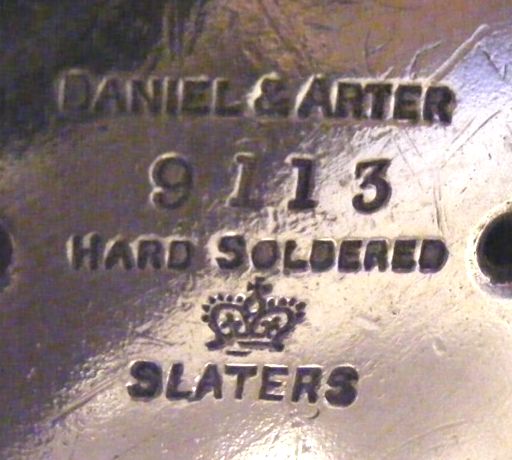 DANIEL & ARTER
9113
HARD SOLDERED
SLATERS